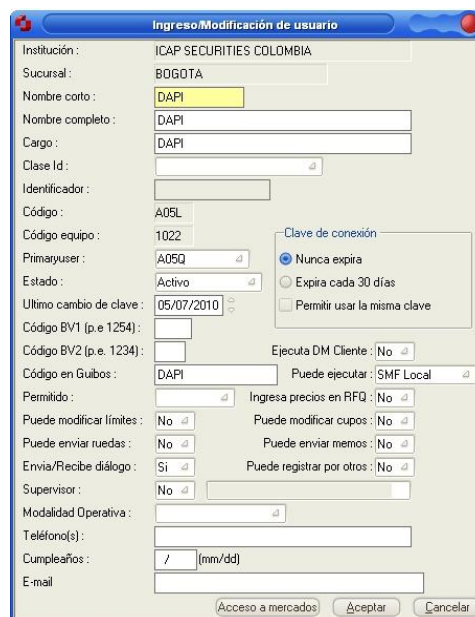 Ingreso/Modificación de usuario
Institución : ICAP SECURITIES COLOMBIA
Sucursal : BOGOTA
Nombre corto : DAPI
Nombre completo : DAPI
Cargo : DAPI
Clase Id :
Identificador :
Código : A05L
Código equipo : 1022
Clave de conexión
Primaryuser : A05Q
Nunca expira
Estado : Activo
Expira cada 30 días
Ultimo cambio de clave : 05/07/2010
Permitir usar la misma clave
Código BV1 (p.e 1254) :
Código BV2 (p.e. 1234) : Ejecuta DM Cliente : No
Código en Guibos : DAPI Puede ejecutar : SMF Local
Permitido : Ingresa precios en RFQ : No
Puede modificar límites : No Puede modificar cupos : No
Puede enviar ruedas : No Puede enviar memos : No
Envia/Recibe diálogo : Si Puede registrar por otros : No
Supervisor : No
Modalidad Operativa :
Teléfono(s) :
Cumpleaños : / (mm/dd)
E-mail
Acceso a mercados Aceptar Cancelar